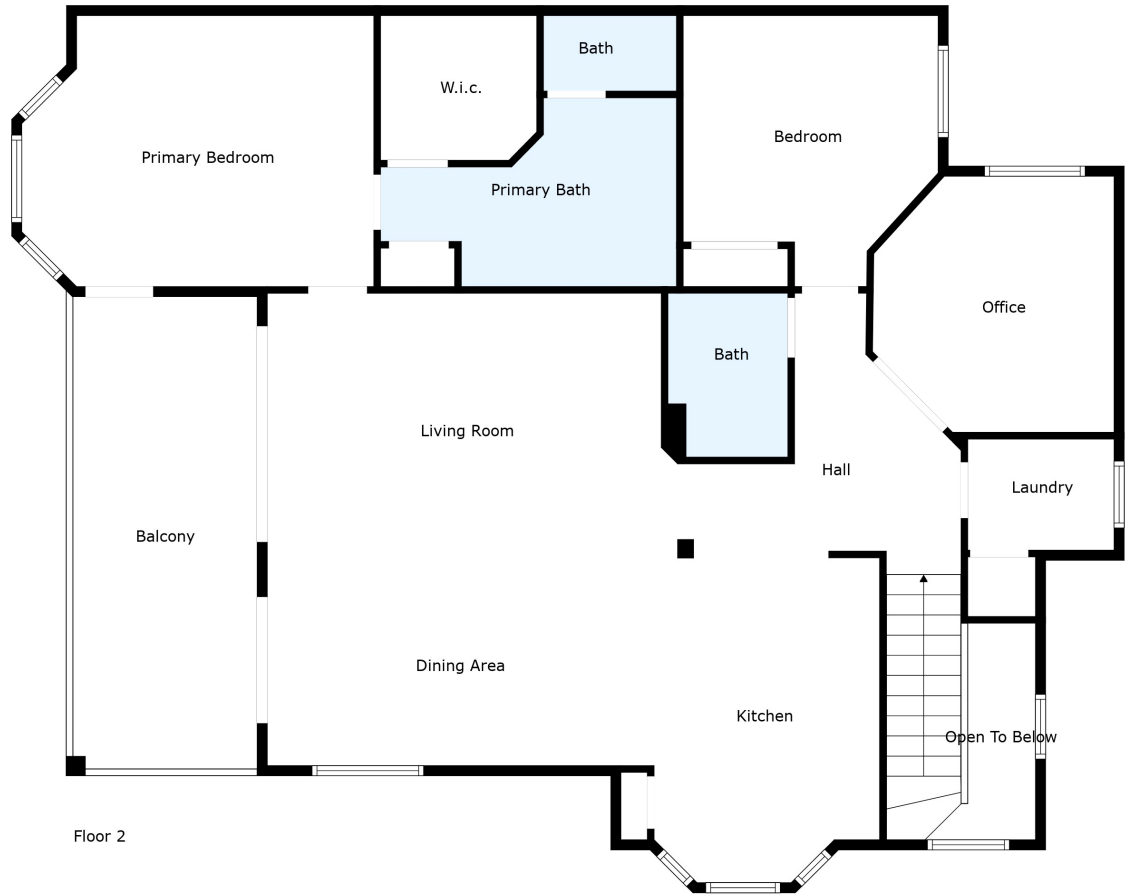 Bath
W.i.c.
Bedroom
Primary Bedroom
Primary Bath
Office
Bath
Living Room
Hall
Laundry
Balcony
Dining Area
Kitchen
Open To Below
Floor 2